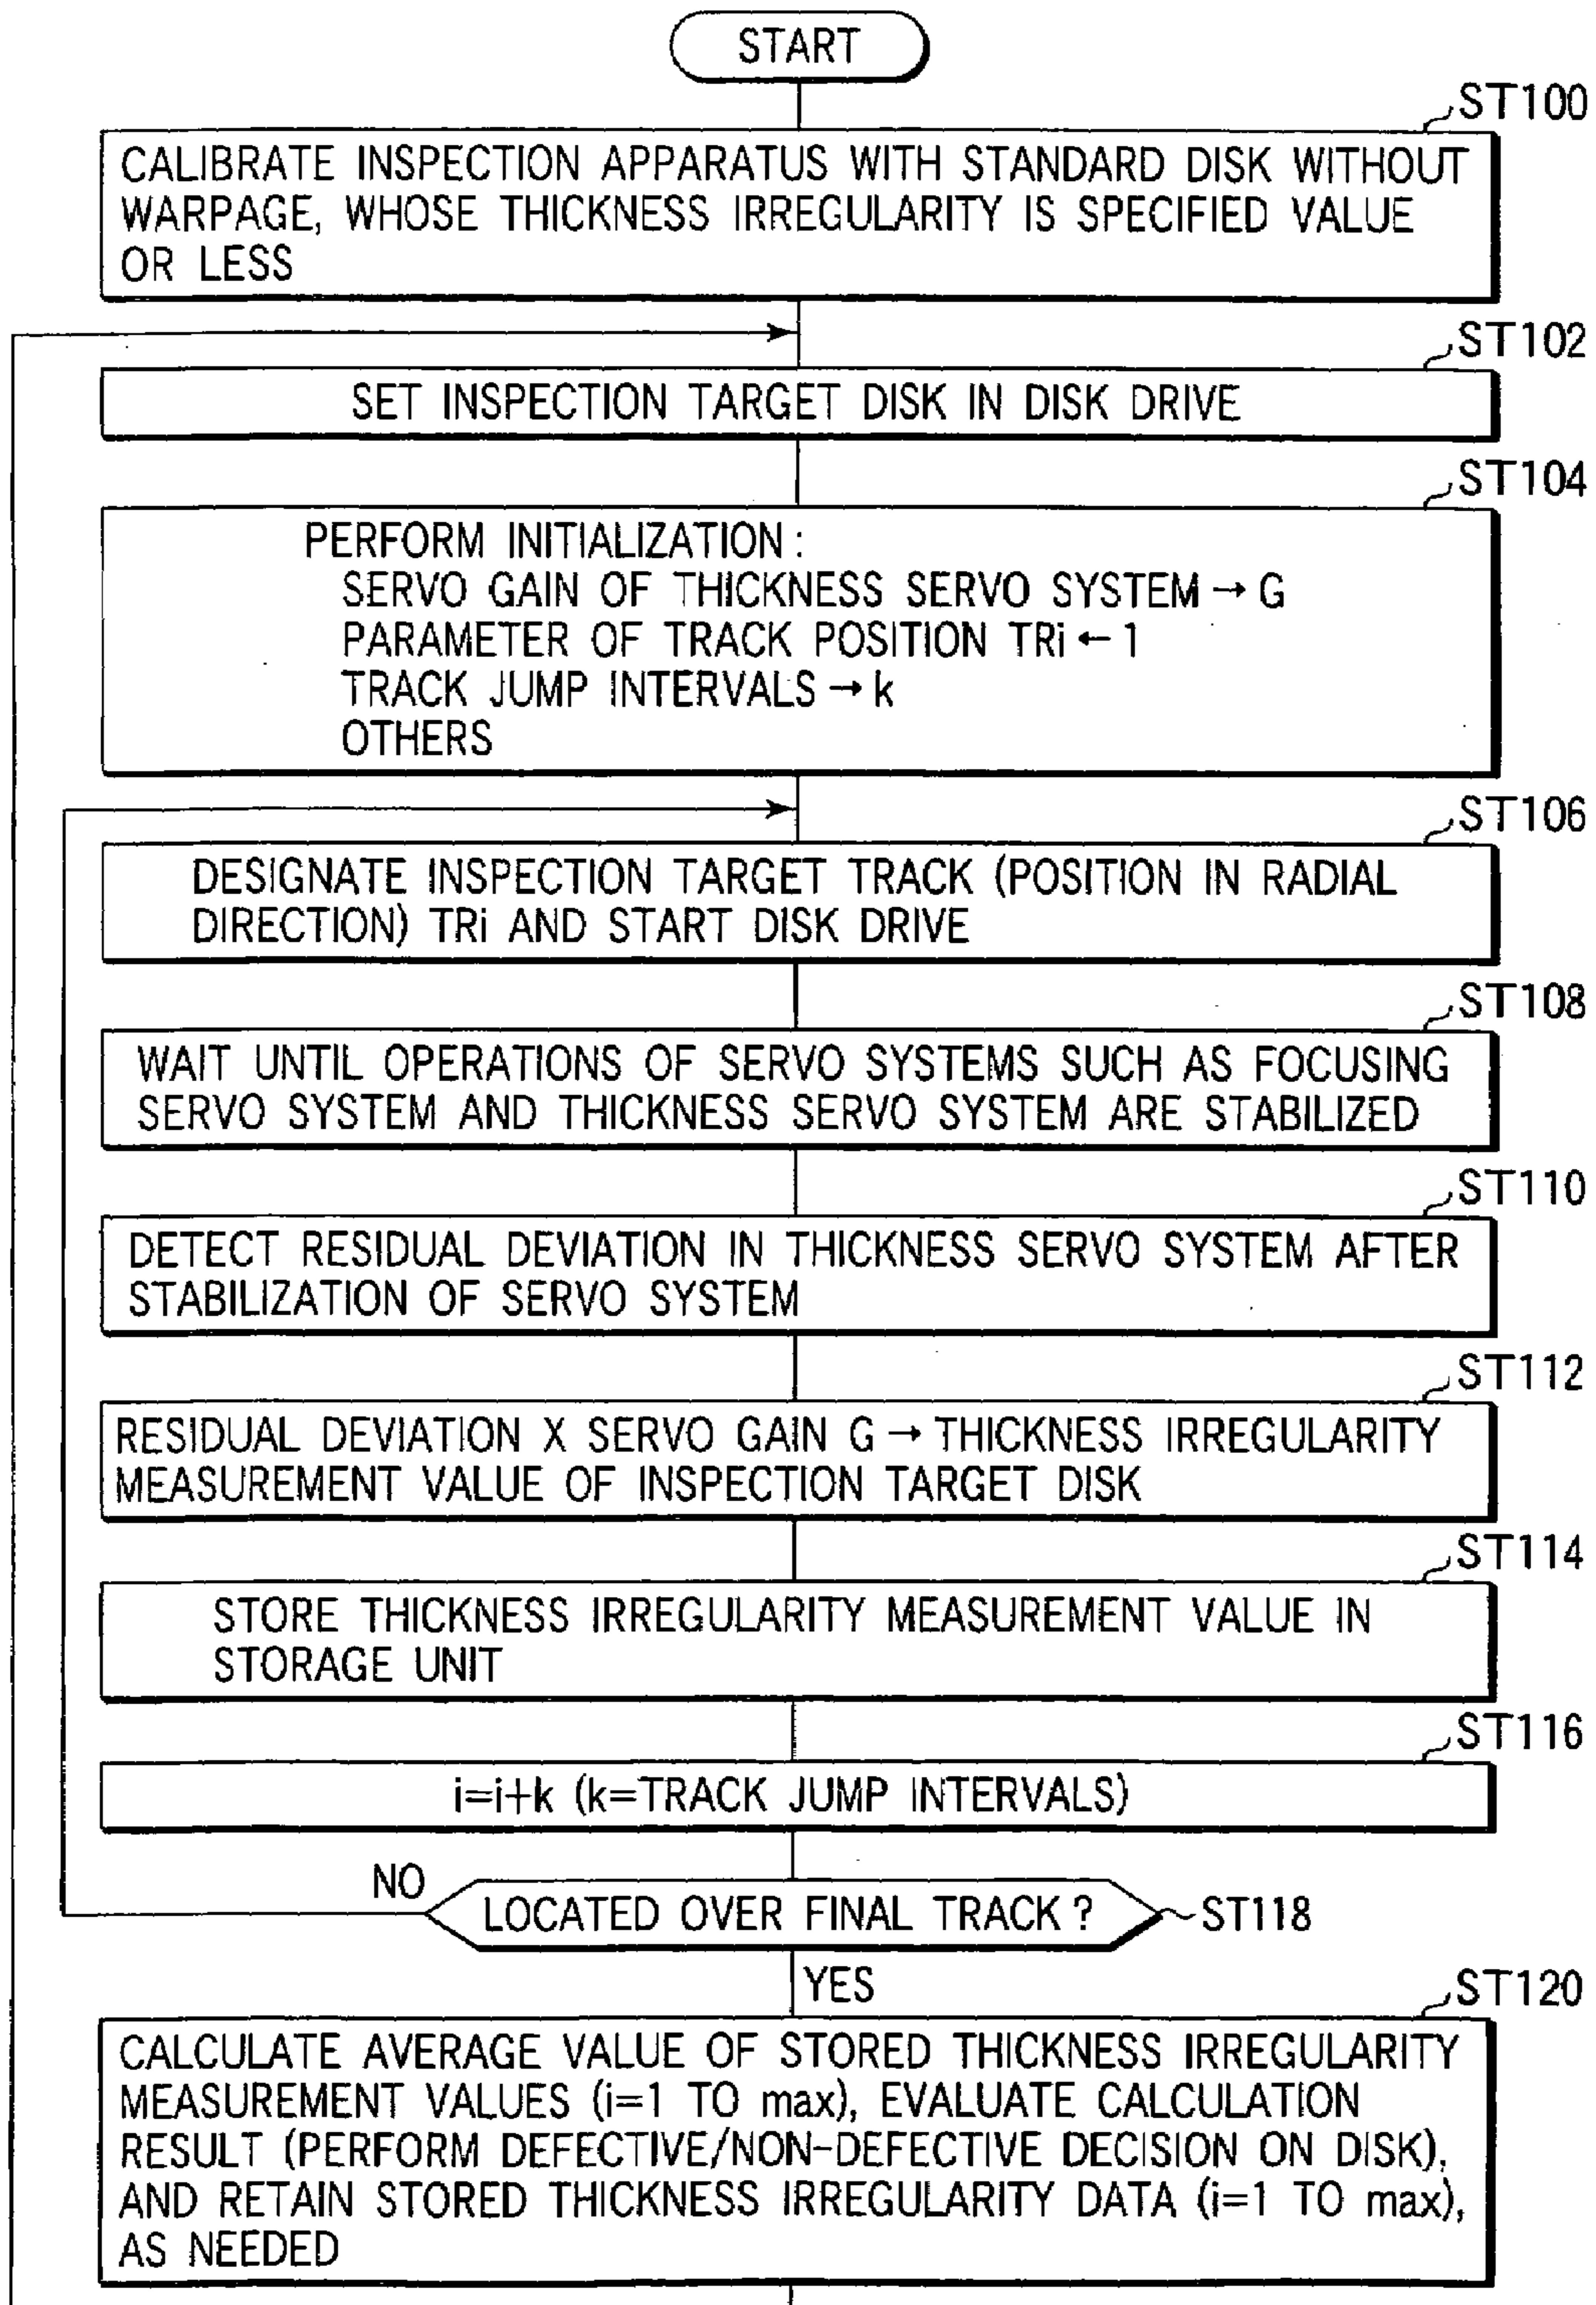 START
ST100
CALIBRATE INSPECTION APPARATUS WITH STANDARD DISK WITHOUT
WARPAGE, WHOSE THICKNESS IRREGULARITY IS SPECIFIED VALUE
OR LESS
ST102
SET INSPECTION TARGET DISK IN DISK DRIVE
ST104
PERFORM INITIALIZATION:
SERVO GAIN OF THICKNESS SERVO SYSTEM → G
PARAMETER OF TRACK POSITION TRi ← 1
TRACK JUMP INTERVALS → k
OTHERS
ST106
DESIGNATE INSPECTION TARGET TRACK (POSITION IN RADIAL
DIRECTION) TRi AND START DISK DRIVE
ST108
WAIT UNTIL OPERATIONS OF SERVO SYSTEMS SUCH AS FOCUSING
SERVO SYSTEM AND THICKNESS SERVO SYSTEM ARE STABILIZED
ST110
DETECT RESIDUAL DEVIATION IN THICKNESS SERVO SYSTEM AFTER
STABILIZATION OF SERVO SYSTEM
ST112
RESIDUAL DEVIATION X SERVO GAIN G → THICKNESS IRREGULARITY
MEASUREMENT VALUE OF INSPECTION TARGET DISK
ST114
STORE THICKNESS IRREGULARITY MEASUREMENT VALUE IN
STORAGE UNIT
ST116
i=i+k (k=TRACK JUMP INTERVALS)
NO
LOCATED OVER FINAL TRACK?
ST118
YES
ST120
CALCULATE AVERAGE VALUE OF STORED THICKNESS IRREGULARITY
MEASUREMENT VALUES (i=1 TO max), EVALUATE CALCULATION
RESULT (PERFORM DEFECTIVE/NON-DEFECTIVE DECISION ON DISK),
AND RETAIN STORED THICKNESS IRREGULARITY DATA (i=1 TO max),
AS NEEDED